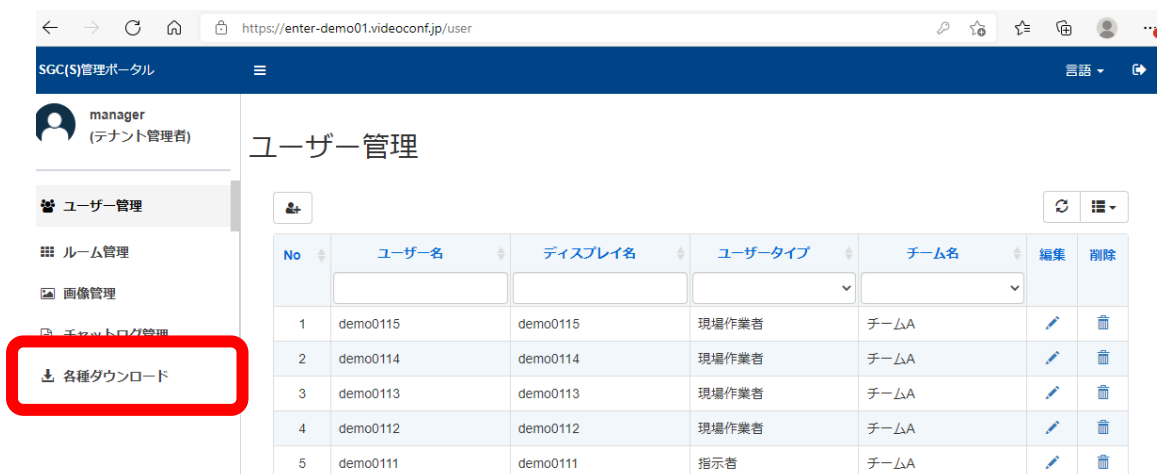 https://enter-demo01.videoconf.jp/user
SGC(S)管理ポータル
言語
manager
(テナント管理者)
ユーザー管理
ルーム管理
画像管理
チャットログ管理
各種ダウンロード
ユーザー管理
No ユーザー名 ディスプレイ名 ユーザータイプ チーム名 編集 削除
1 demo0115 demo0115 現場作業者 チームA
2 demo0114 demo0114 現場作業者 チームA
3 demo0113 demo0113 現場作業者 チームA
4 demo0112 demo0112 現場作業者 チームA
5 demo0111 demo0111 指示者 チームA